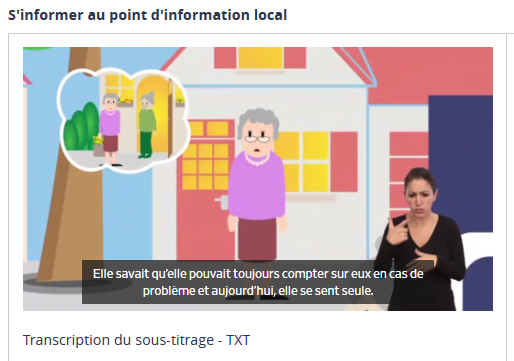 S'informer au point d'information local
Elle savait qu'elle pouvait toujours compter sur eux en cas de
problème et aujourd'hui, elle se sent seule.
Transcription du sous-titrage - TXT